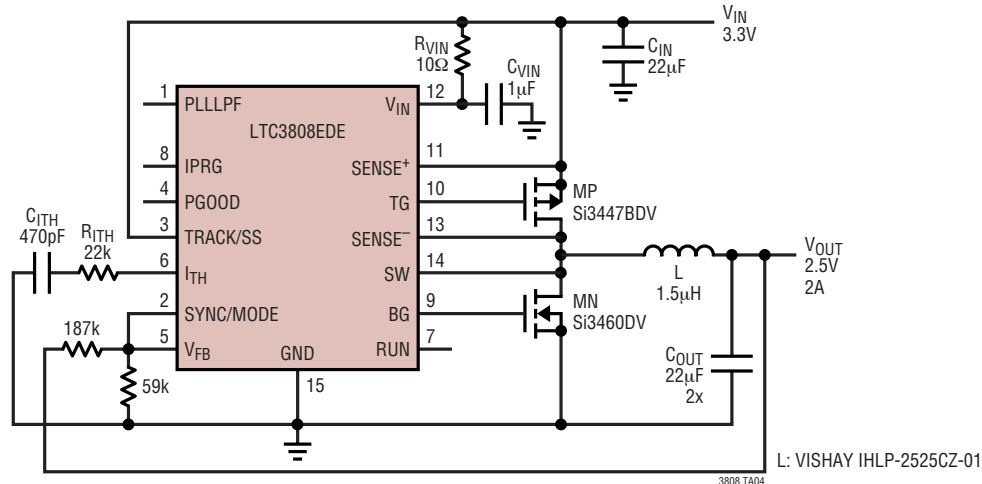 VIN
3.3V
CIN
22μF
RVIN
10Ω
CVIN
1μF
LTC3808EDE
1
PLLLPF
8
IPRG
4
PGOOD
3
TRACK/SS
6
ITH
2
SYNC/MODE
5
VFB
GND
15
12
VIN
11
SENSE+
10
TG
13
SENSE−
14
SW
9
BG
7
RUN
CITH
470pF
RITH
22k
187k
59k
MP
Si3447BDV
MN
Si3460DV
L
1.5μH
VOUT
2.5V
2A
COUT
22μF
2x
L: VISHAY IHLP-2525CZ-01
3808 TA04